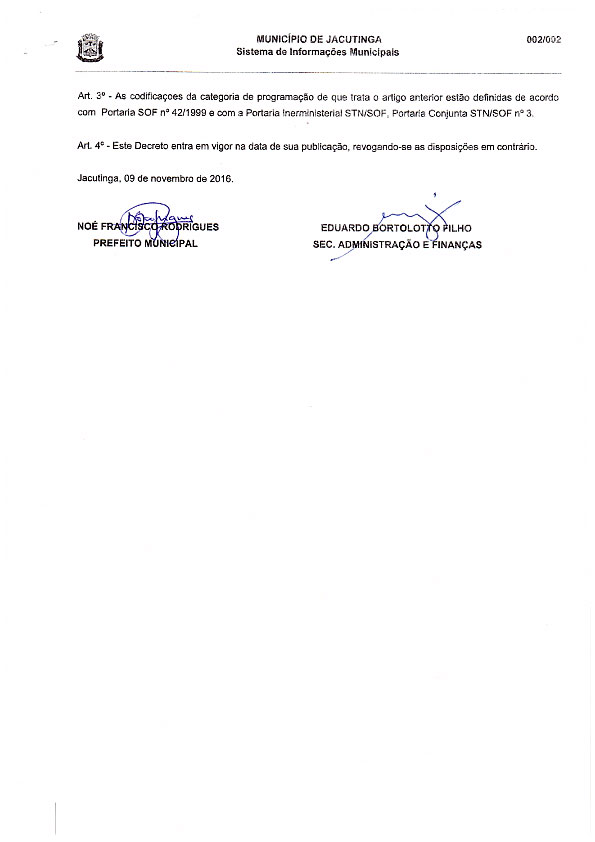 MUNICÍPIO DE JACUTINGA
002/002
Sistema de Informações Municipais
Art. 3º - As codificaçoes da categoria de programação de que trata o artigo anterior estão definidas de acordo
com Portaria SOF nº 42/1999 e com a Portaria Inerministerial STN/SOF, Portaria Conjunta STN/SOF nº 3.
Art. 4º - Este Decreto entra em vigor na data de sua publicação, revogando-se as disposições em contrário.
Jacutinga, 09 de novembro de 2016.
NOÉ FRANCISCO RODRIGUES
PREFEITO MUNICIPAL
EDUARDO BORTOLOTTO FILHO
SEC. ADMINISTRAÇÃO E FINANÇAS